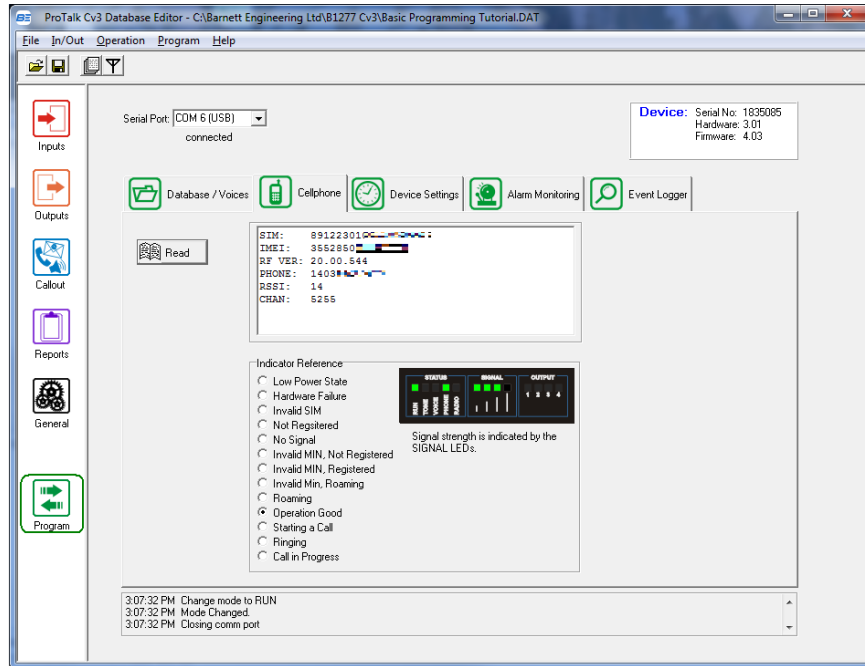 ProTalk Cv3 Database Editor - C:\Barnett Engineering Ltd\B1277 Cv3\Basic Programming Tutorial.DAT
File In/Out Operation Program Help
Serial Port: COM 6 (USB)
connected
Device: Serial No: 1835085
Hardware: 3.01
Firmware: 4.03
Inputs
Outputs
Callout
Reports
General
Program
Database / Voices Cellphone Device Settings Alarm Monitoring Event Logger
Read
SIM:
IMEI:
RF VER: 20.00.544
PHONE:
RSSI: 14
CHAN: 5255
Indicator Reference
Low Power State
Hardware Failure
Invalid SIM
Not Regsitered
No Signal
Invalid MIN, Not Registered
Invalid MIN, Registered
Invalid Min, Roaming
Roaming
Operation Good
Starting a Call
Ringing
Call in Progress
STATUS SIGNAL OUTPUT
RUN TONE VOICE PHONE RADIO 1 2 3 4
Signal strength is indicated by the
SIGNAL LEDs.
3:07:32 PM Change mode to RUN
3:07:32 PM Mode Changed.
3:07:32 PM Closing comm port